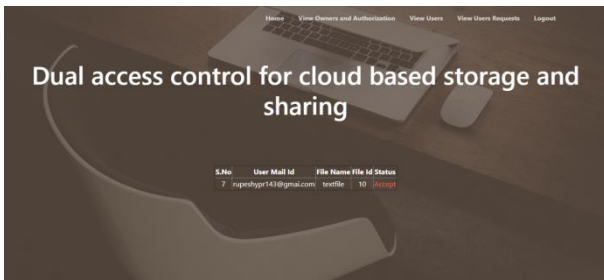 Home View Owners and Authorization View Users View Users Requests Logout
Dual access control for cloud based storage and
sharing
S.No User Mail Id File Name File Id Status
7 rupeshypr143@gmai.com textfile 10 Accept